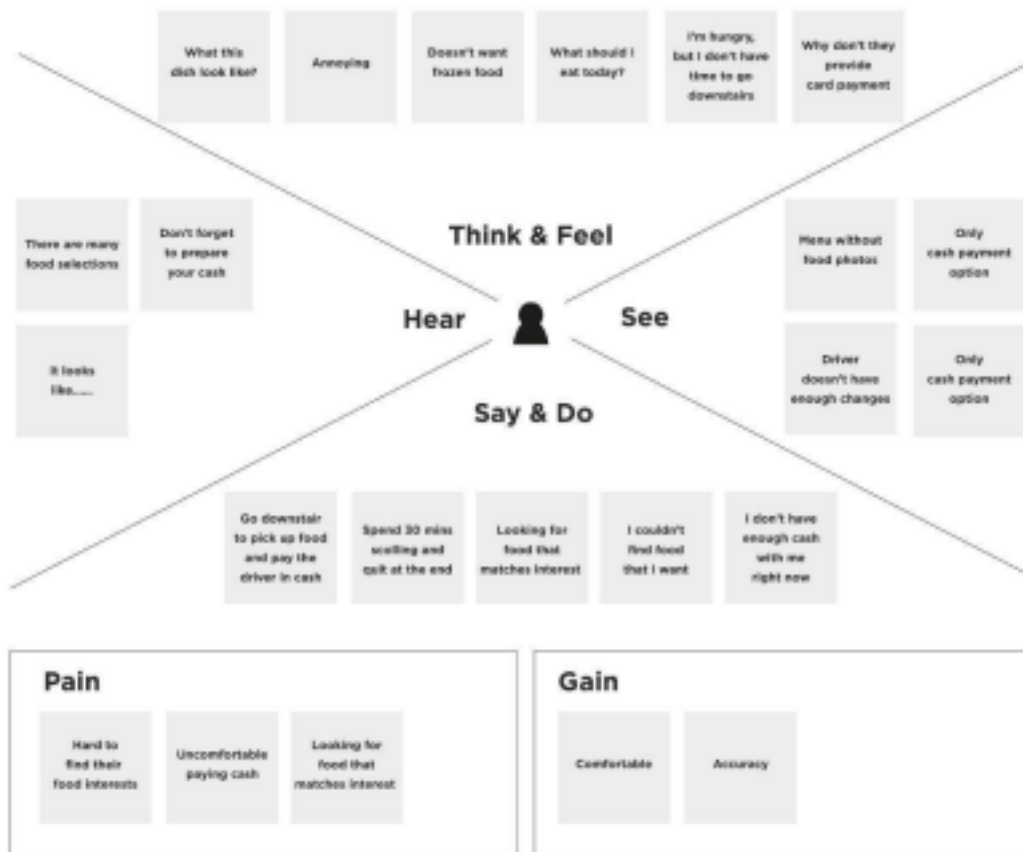 What this
dish look like?
Annoying
Doesn't want
frozen food
What should I
eat today?
I'm hungry,
but I don't have
time to go
downstairs
Why don't they
provide
card payment
Think & Feel
There are many
food selections
Don't forget
to prepare
your cash
It looks
like.....
Hear
See
Menu without
food photos
Only
cash payment
option
Driver
doesn't have
enough changes
Only
cash payment
option
Say & Do
Go downstair
to pick up food
and pay the
driver in cash
Spend 30 mins
scolling and
quit at the end
Looking for
food that
matches interest
I couldn't
find food
that I want
I don't have
enough cash
with me
right now
Pain
Hard to
find their
food interests
Uncomfortable
paying cash
Looking for
food that
matches interest
Gain
Comfortable
Accuracy